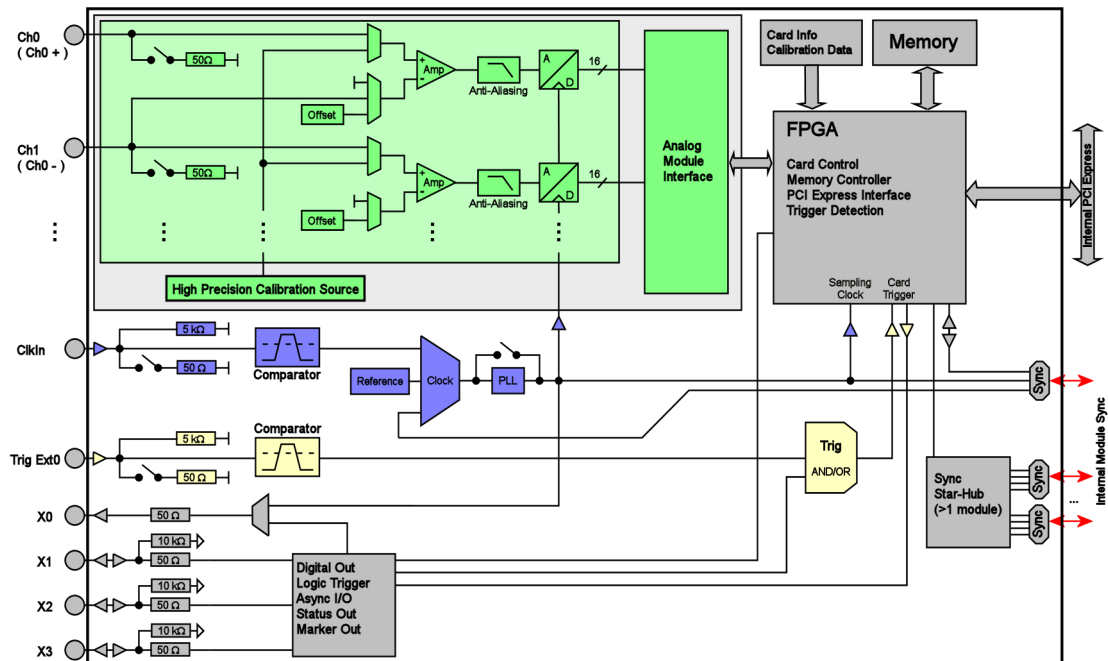 Ch0
( Ch0 + )
50Ω
Offset
+
-
Amp
Anti-Aliasing
A
D
16
Ch1
( Ch0 - )
50Ω
Offset
+
-
Amp
Anti-Aliasing
A
D
16
High Precision Calibration Source
Analog
Module
Interface
Card Info
Calibration Data
Memory
FPGA
Card Control
Memory Controller
PCI Express Interface
Trigger Detection
Sampling
Clock
Card
Trigger
Internal PCI Express
ClkIn
5 kΩ
50 Ω
Comparator
Reference
Clock
PLL
Sync
Internal Module Sync
Trig Ext0
5 kΩ
50 Ω
Comparator
Trig
AND/OR
Sync
Star-Hub
(>1 module)
Sync
...
Sync
X0
50 Ω
X1
10 kΩ
50 Ω
X2
10 kΩ
50 Ω
X3
10 kΩ
50 Ω
Digital Out
Logic Trigger
Async I/O
Status Out
Marker Out